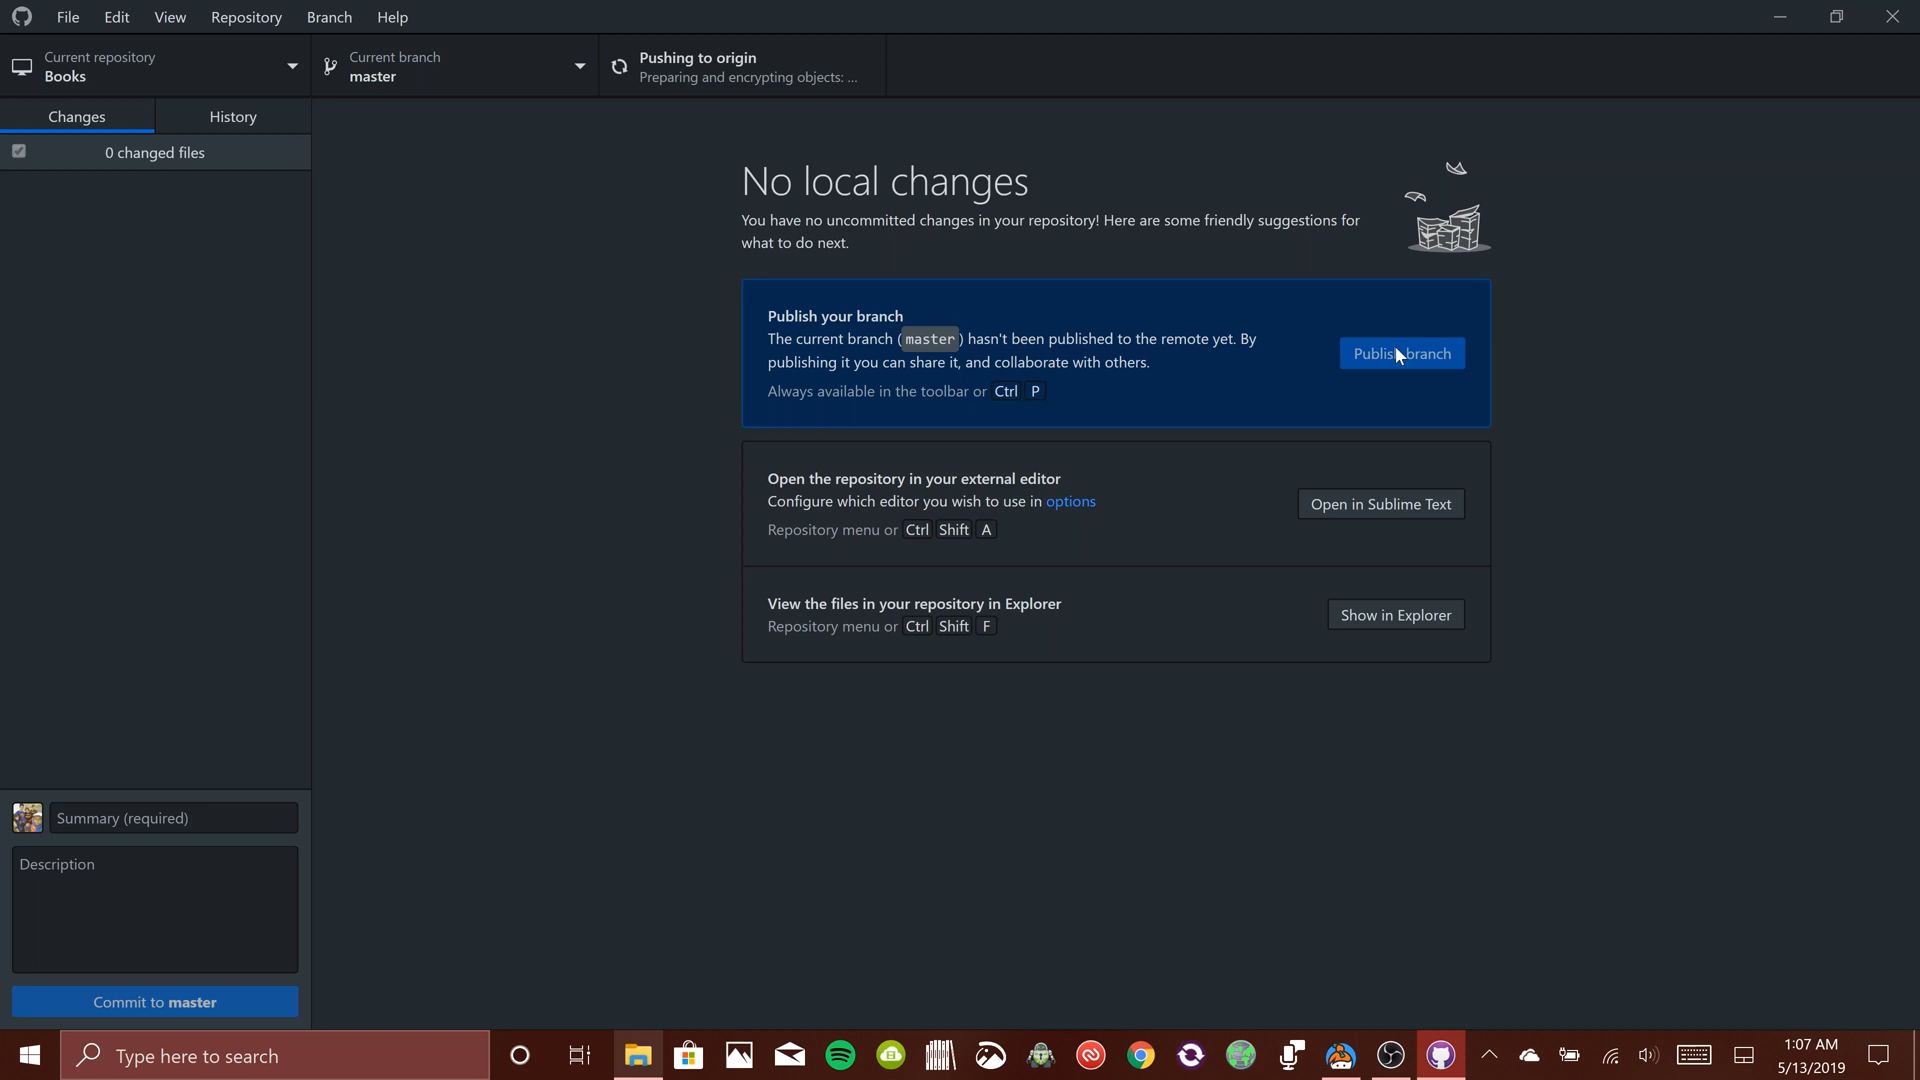 File Edit View Repository Branch Help
Current repository
Books
Current branch
master
Pushing to origin
Preparing and encrypting objects: ...
Changes History
0 changed files
No local changes
You have no uncommitted changes in your repository! Here are some friendly suggestions for
what to do next.
Publish your branch
The current branch (master) hasn't been published to the remote yet. By
publishing it you can share it, and collaborate with others.
Always available in the toolbar or Ctrl P
Publish branch
Open the repository in your external editor
Configure which editor you wish to use in options
Repository menu or Ctrl Shift A
Open in Sublime Text
View the files in your repository in Explorer
Repository menu or Ctrl Shift F
Show in Explorer
Summary (required)
Description
Commit to master
Type here to search
1:07 AM
5/13/2019